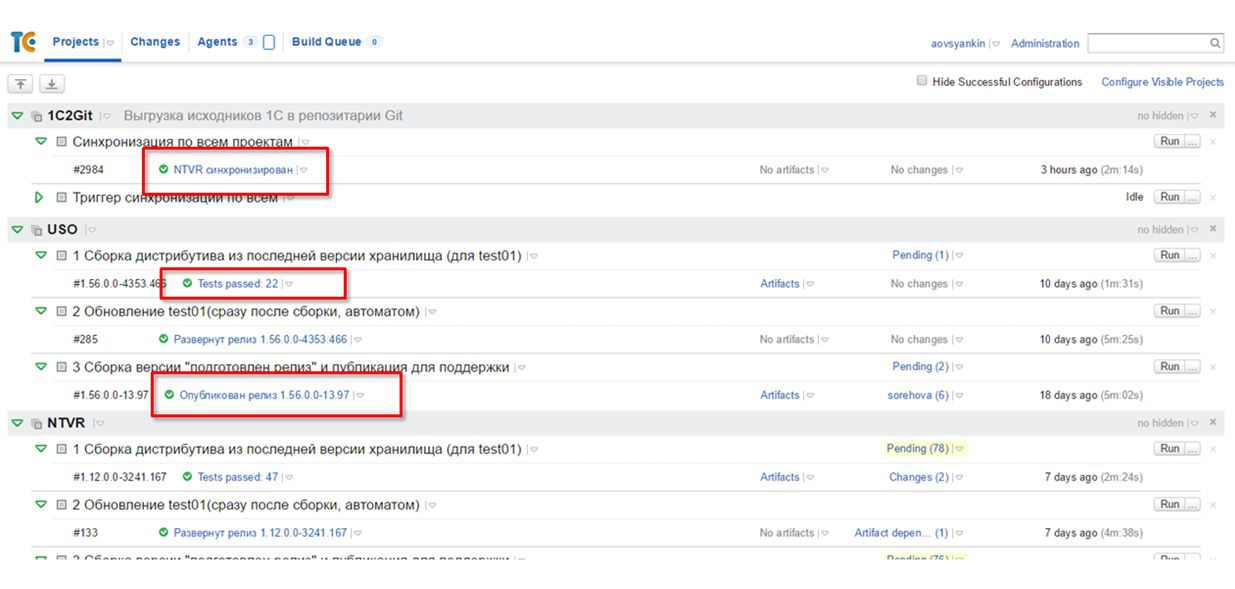 TC Projects Changes Agents 3 Build Queue 0 aovsyankin Administration
Hide Successful Configurations Configure Visible Projects
1C2Git Выгрузка исходников 1С в репозитарии Git no hidden
Синхронизация по всем проектам Run ...
#2984 NTVR синхронизирован No artifacts No changes 3 hours ago (2m:14s)
Триггер синхронизации по всем Idle Run ...
USO no hidden
1 Сборка дистрибутива из последней версии хранилища (для test01) Pending (1) Run ...
#1.56.0.0-4353.466 Tests passed: 22 Artifacts No changes 10 days ago (1m:31s)
2 Обновление test01(сразу после сборки, автоматом) Run ...
#285 Развернут релиз 1.56.0.0-4353.466 No artifacts No changes 10 days ago (5m:25s)
3 Сборка версии "подготовлен релиз" и публикация для поддержки Pending (2) Run ...
#1.56.0.0-13.97 Опубликован релиз 1.56.0.0-13.97 Artifacts sorehova (6) 18 days ago (5m:02s)
NTVR no hidden
1 Сборка дистрибутива из последней версии хранилища (для test01) Pending (78) Run ...
#1.12.0.0-3241.167 Tests passed: 47 Artifacts Changes (2) 7 days ago (2m:24s)
2 Обновление test01(сразу после сборки, автоматом) Run ...
#133 Развернут релиз 1.12.0.0-3241.167 No artifacts Artifact depen... (1) 7 days ago (4m:38s)
3 Сборка версии "подготовлен релиз" и публикация для поддержки Pending (76) Run ...